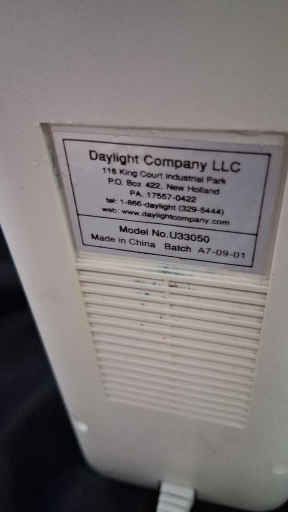 Daylight Company LLC
116 King Court Industrial Park
P.O. Box 422, New Holland
PA. 17557-0422
tel: 1-866-daylight (329-5444)
web: www.daylightcompany.com
Model No.U33050
Made in China Batch A7-09-01